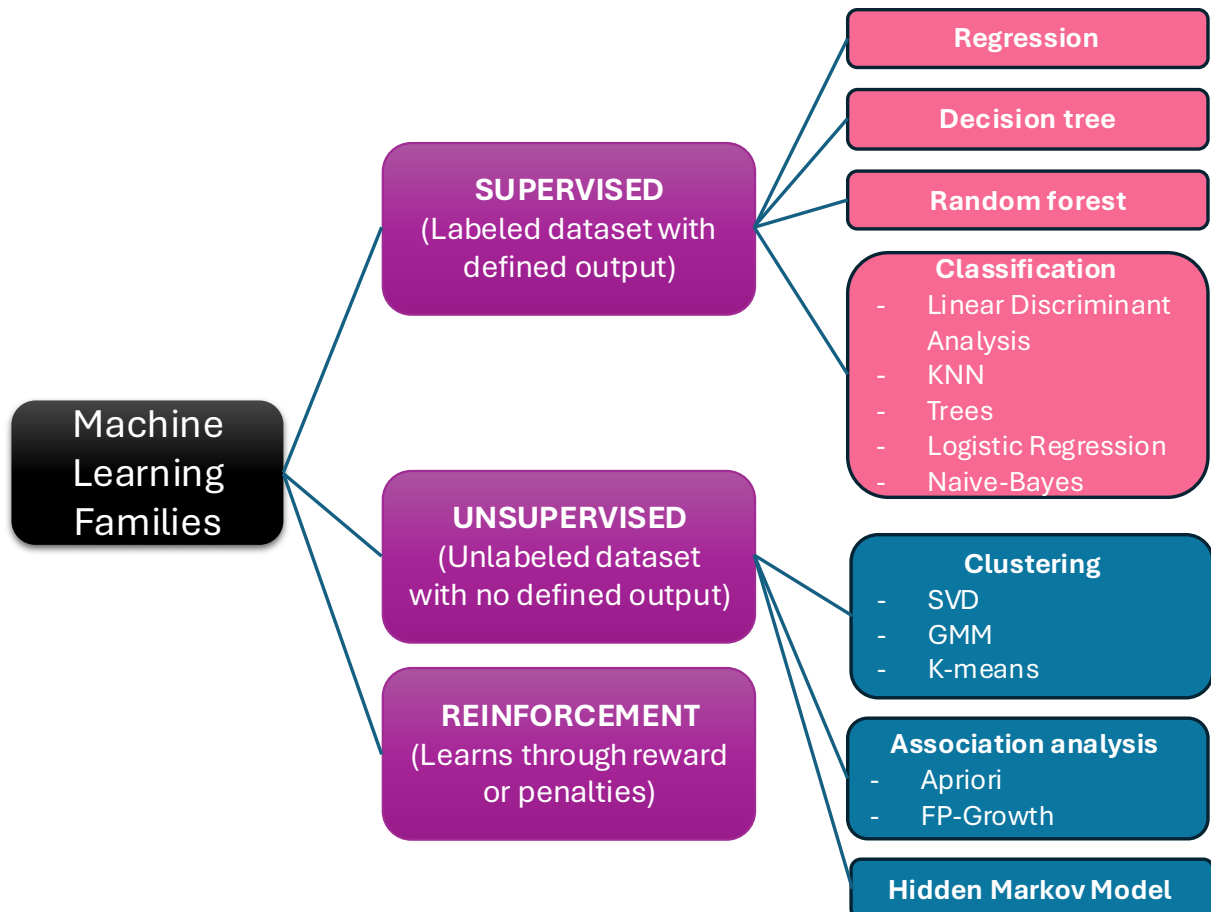 Machine
Learning
Families
SUPERVISED
(Labeled dataset with
defined output)
UNSUPERVISED
(Unlabeled dataset
with no defined output)
REINFORCEMENT
(Learns through reward
or penalties)
Regression
Decision tree
Random forest
Classification
- Linear Discriminant
Analysis
- KNN
- Trees
- Logistic Regression
- Naive-Bayes
Clustering
- SVD
- GMM
- K-means
Association analysis
- Apriori
- FP-Growth
Hidden Markov Model